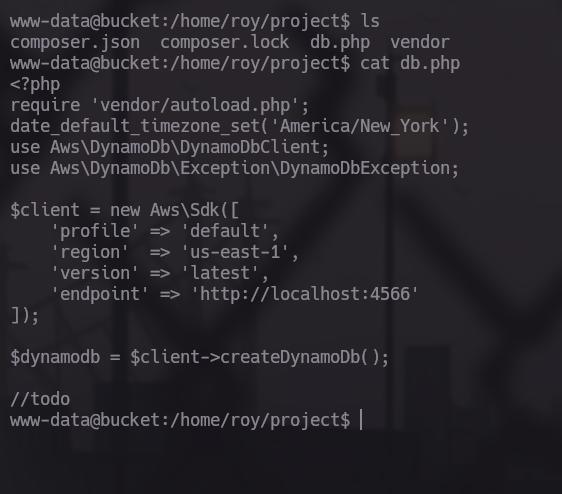 www-data@bucket:/home/roy/project$ ls
composer.json  composer.lock  db.php  vendor
www-data@bucket:/home/roy/project$ cat db.php
<?php
require 'vendor/autoload.php';
date_default_timezone_set('America/New_York');
use Aws\DynamoDb\DynamoDbClient;
use Aws\DynamoDb\Exception\DynamoDbException;

$client = new Aws\Sdk([
    'profile' => 'default',
    'region'  => 'us-east-1',
    'version' => 'latest',
    'endpoint' => 'http://localhost:4566'
]);

$dynamodb = $client->createDynamoDb();

//todo
www-data@bucket:/home/roy/project$